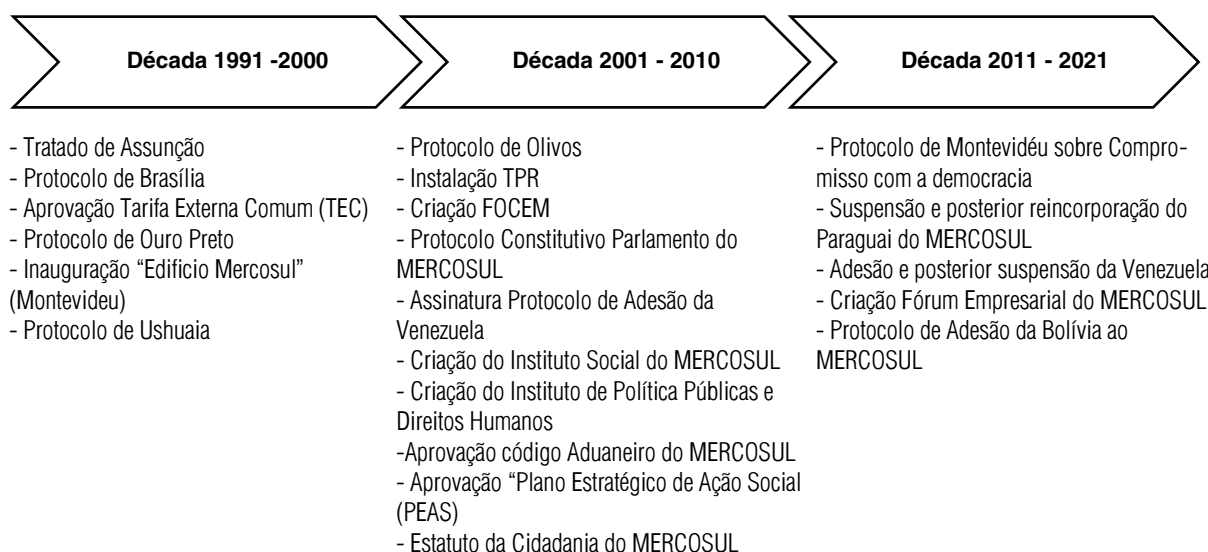 Década 1991 -2000
- Tratado de Assunção
- Protocolo de Brasília
- Aprovação Tarifa Externa Comum (TEC)
- Protocolo de Ouro Preto
- Inauguração “Edificio Mercosul”
(Montevideu)
- Protocolo de Ushuaia
Década 2001 - 2010
- Protocolo de Olivos
- Instalação TPR
- Criação FOCEM
- Protocolo Constitutivo Parlamento do
MERCOSUL
- Assinatura Protocolo de Adesão da
Venezuela
- Criação do Instituto Social do MERCOSUL
- Criação do Instituto de Política Públicas e
Direitos Humanos
-Aprovação código Aduaneiro do MERCOSUL
- Aprovação “Plano Estratégico de Ação Social
(PEAS)
- Estatuto da Cidadania do MERCOSUL
Década 2011 - 2021
- Protocolo de Montevidéu sobre Compro-
misso com a democracia
- Suspensão e posterior reincorporação do
Paraguai do MERCOSUL
- Adesão e posterior suspensão da Venezuela
- Criação Fórum Empresarial do MERCOSUL
- Protocolo de Adesão da Bolívia ao
MERCOSUL